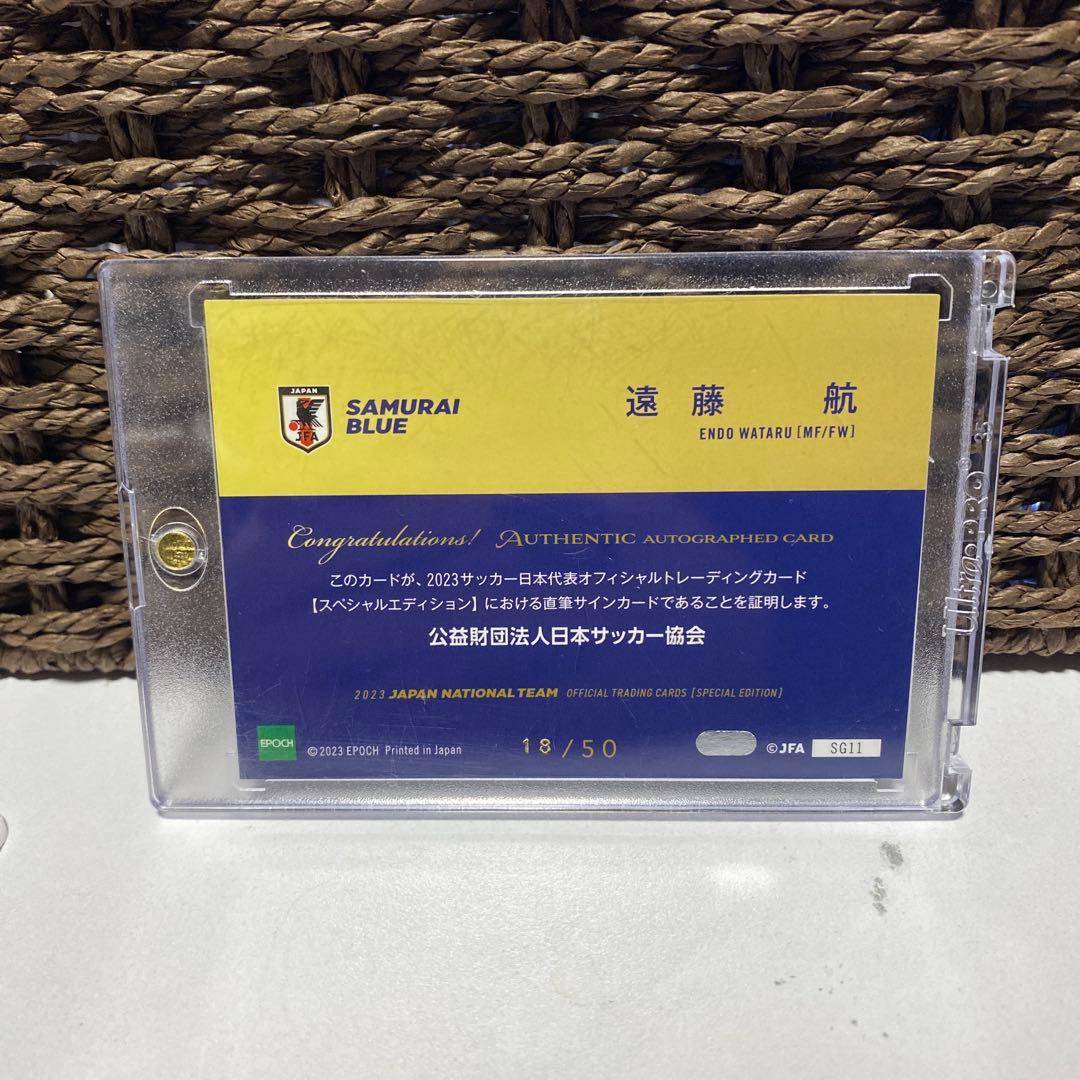 JAPAN
JFA
SAMURAI
BLUE
遠藤 航
ENDO WATARU [MF/FW]
Congratulations! AUTHENTIC AUTOGRAPHED CARD
このカードが、2023サッカー日本代表オフィシャルトレーディングカード
【スペシャルエディション】における直筆サインカードであることを証明します。
公益財団法人日本サッカー協会
2023 JAPAN NATIONAL TEAM OFFICIAL TRADING CARDS [SPECIAL EDITION]
EPOCH
©2023 EPOCH Printed in Japan
18/50
©JFA
SG11
UltraPRO